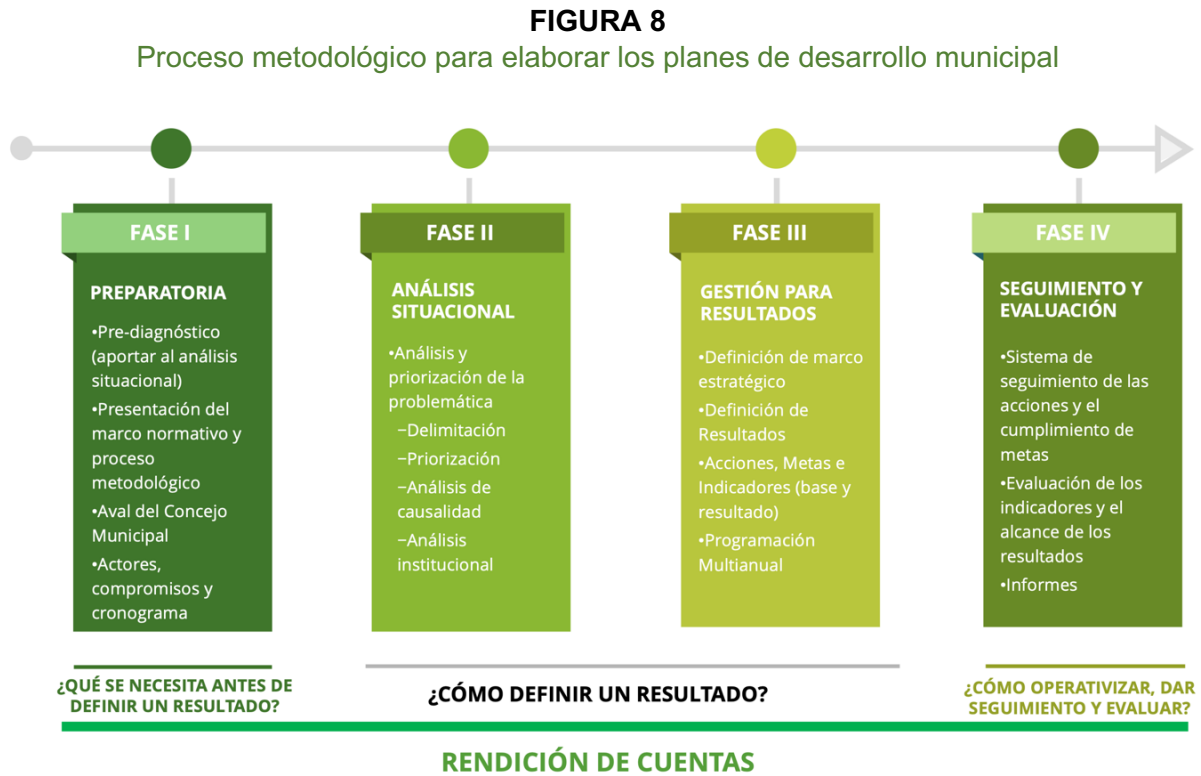 FIGURA 8
Proceso metodológico para elaborar los planes de desarrollo municipal
FASE I
PREPARATORIA
•Pre-diagnóstico
(aportar al análisis
situacional)
•Presentación del
marco normativo y
proceso
metodológico
•Aval del Concejo
Municipal
•Actores,
compromisos y
cronograma
FASE II
ANÁLISIS
SITUACIONAL
•Análisis y
priorización de la
problemática
−Delimitación
−Priorización
−Análisis de
causalidad
−Análisis
institucional
FASE III
GESTIÓN PARA
RESULTADOS
•Definición de marco
estratégico
•Definición de
Resultados
•Acciones, Metas e
Indicadores (base y
resultado)
•Programación
Multianual
FASE IV
SEGUIMIENTO Y
EVALUACIÓN
•Sistema de
seguimiento de las
acciones y el
cumplimiento de
metas
•Evaluación de los
indicadores y el
alcance de los
resultados
•Informes
¿QUÉ SE NECESITA ANTES DE
DEFINIR UN RESULTADO?
¿CÓMO DEFINIR UN RESULTADO?
¿CÓMO OPERATIVIZAR, DAR
SEGUIMIENTO Y EVALUAR?
RENDICIÓN DE CUENTAS